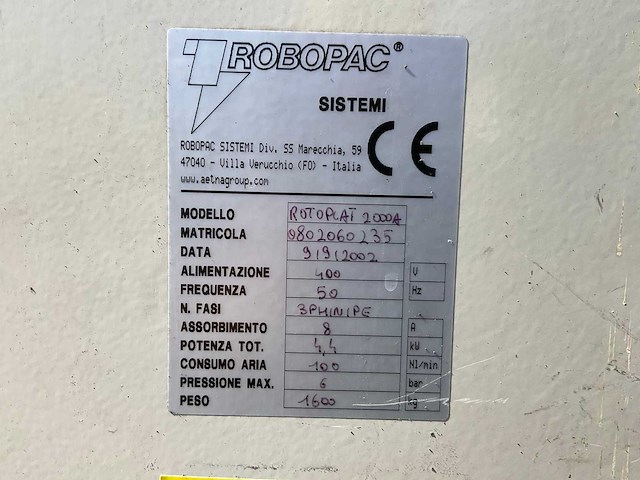 ROBOPAC®
SISTEMI
ROBOPAC SISTEMI Div. SS Marecchia, 59
47040 - Villa Verucchio (FO) - Italia
www.aetnagroup.com
CE
MODELLO ROTOPLAT 2000A
MATRICOLA 0802060235
DATA 9/9/2002
ALIMENTAZIONE 400 V
FREQUENZA 50 Hz
N. FASI 3PH/N/PE
ASSORBIMENTO 8 A
POTENZA TOT. 4,4 kW
CONSUMO ARIA 100 Nl/min
PRESSIONE MAX. 6 bar
PESO 1600 kg